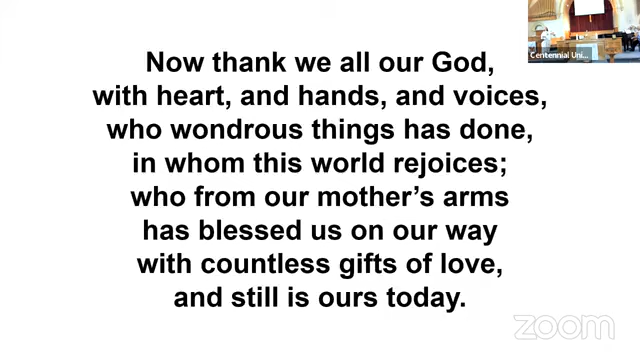 Centennial Uni...
Now thank we all our God,
with heart, and hands, and voices,
who wondrous things has done,
in whom this world rejoices;
who from our mother’s arms
has blessed us on our way
with countless gifts of love,
and still is ours today.
zoom